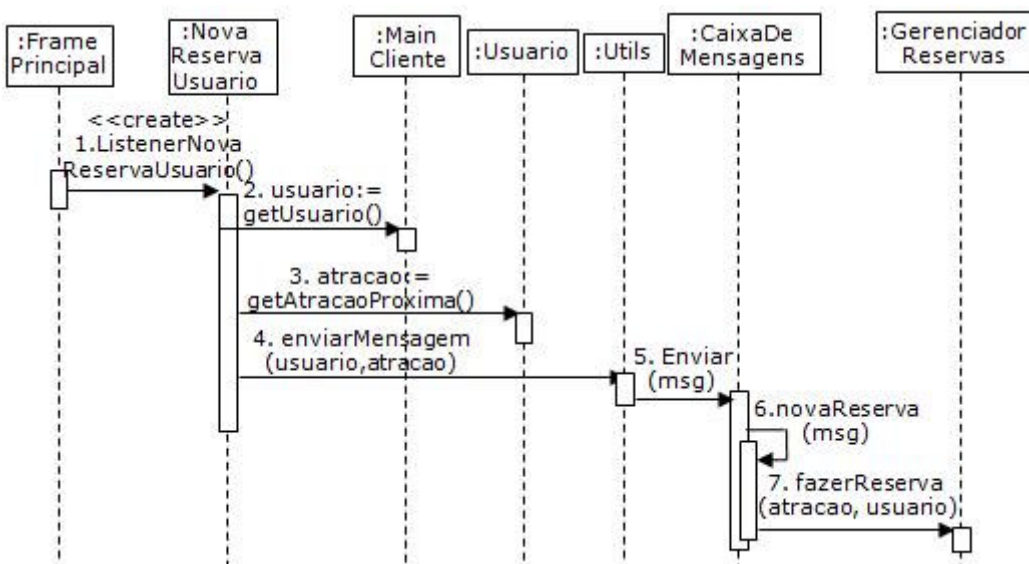 :Frame
Principal
:Nova
Reserva
Usuario
:Main
Cliente
:Usuario
:Utils
:CaixaDe
Mensagens
:Gerenciador
Reservas
<<create>>
1.ListenerNova
ReservaUsuario()
2. usuario:=
getUsuario()
3. atracao:=
getAtracaoProxima()
4. enviarMensagem
(usuario,atracao)
5. Enviar
(msg)
6.novaReserva
(msg)
7. fazerReserva
(atracao, usuario)